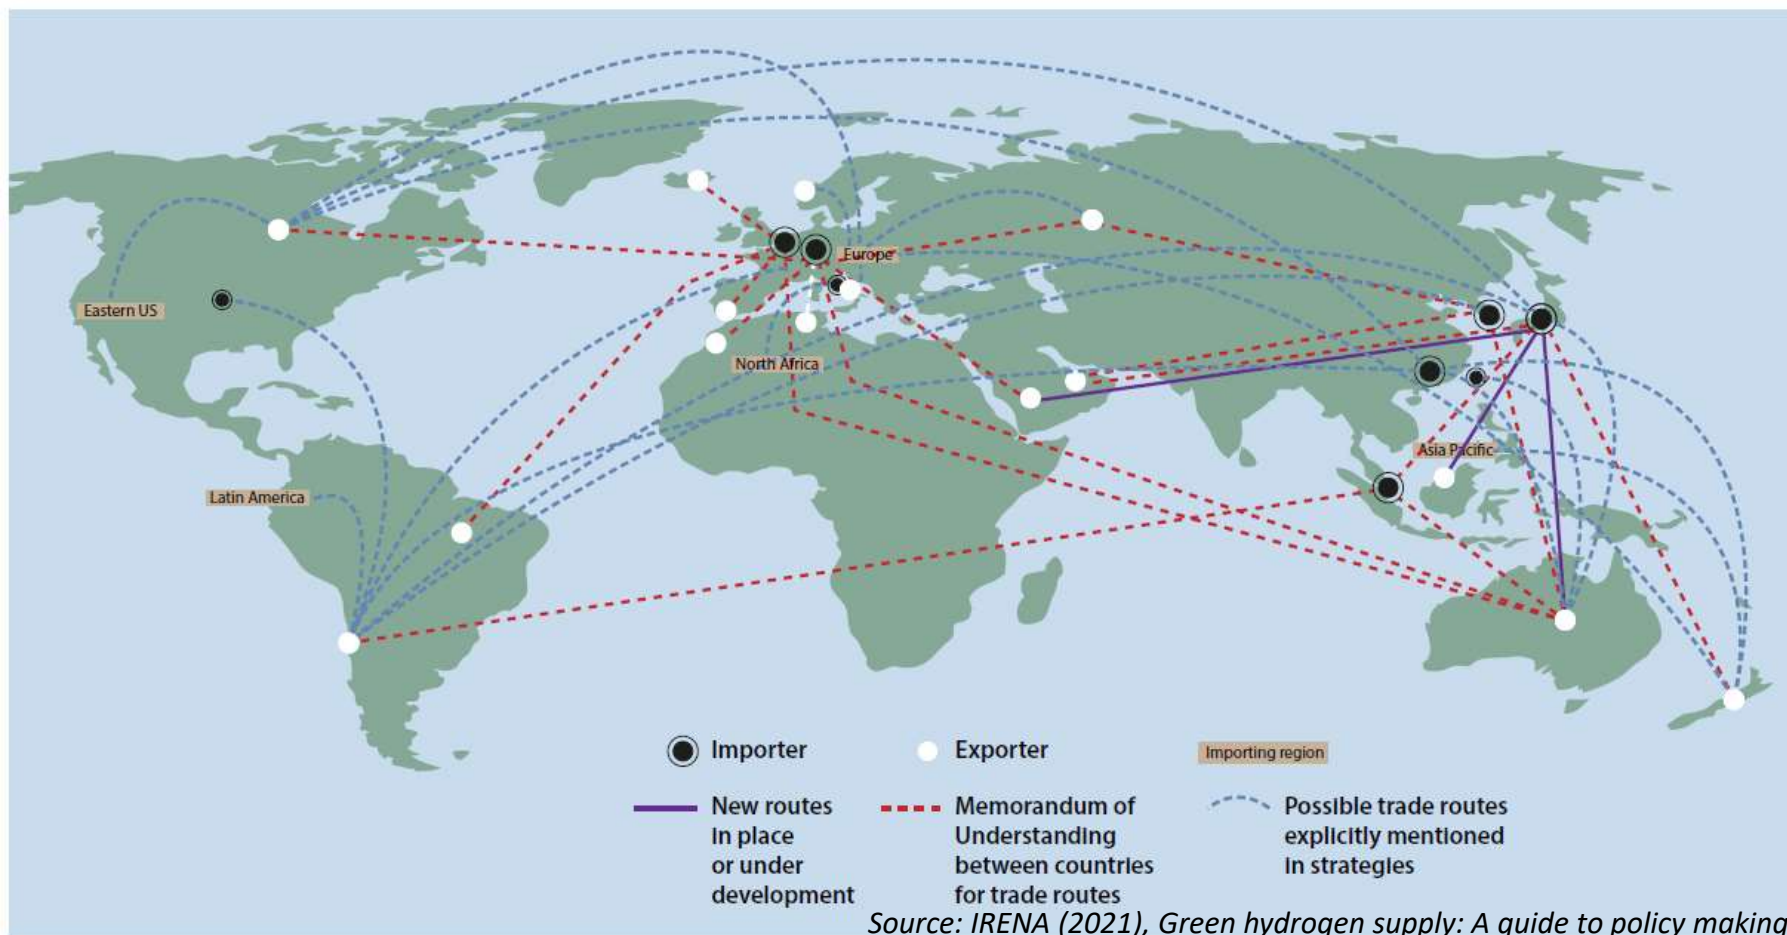 Europe
Eastern US
North Africa
Asia Pacific
Latin America
Importer
Exporter
Importing region
New routes
in place
or under
development
Memorandum of
Understanding
between countries
for trade routes
Possible trade routes
explicitly mentioned
in strategies
Source: IRENA (2021), Green hydrogen supply: A guide to policy making